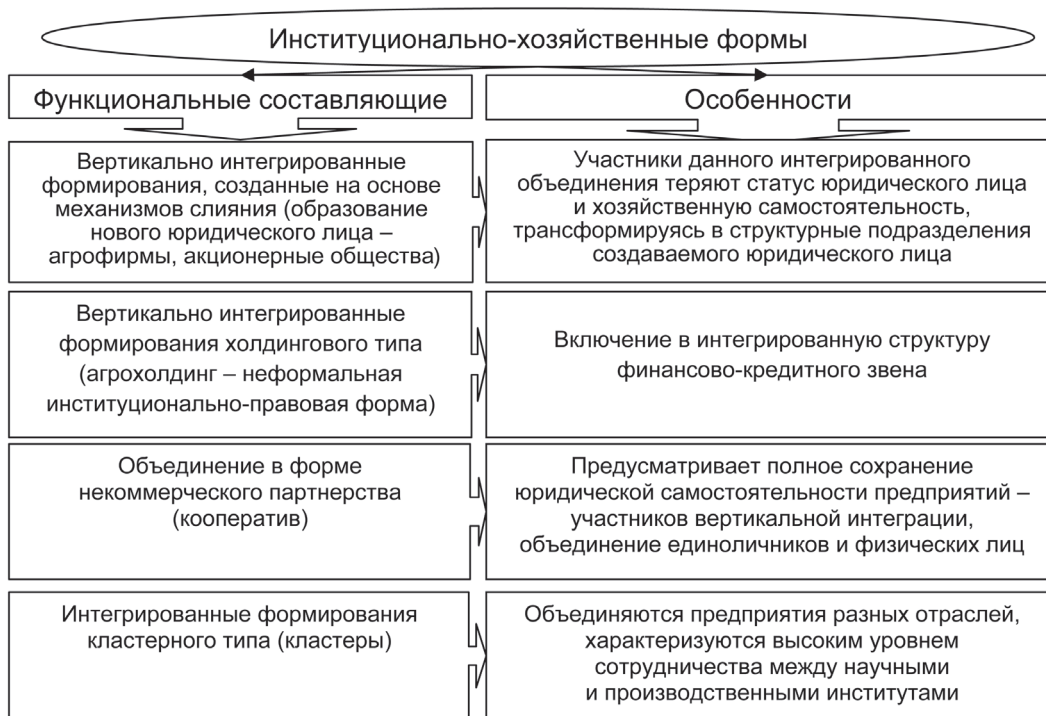 Институционально-хозяйственные формы
Функциональные составляющие
Особенности
Вертикально интегрированные
формирования, созданные на основе
механизмов слияния (образование
нового юридического лица –
агрофирмы, акционерные общества)
Участники данного интегрированного
объединения теряют статус юридического лица
и хозяйственную самостоятельность,
трансформируясь в структурные подразделения
создаваемого юридического лица
Вертикально интегрированные
формирования холдингового типа
(агрохолдинг – неформальная
институционально-правовая форма)
Включение в интегрированную структуру
финансово-кредитного звена
Объединение в форме
некоммерческого партнерства
(кооператив)
Предусматривает полное сохранение
юридической самостоятельности предприятий –
участников вертикальной интеграции,
объединение единоличников и физических лиц
Интегрированные формирования
кластерного типа (кластеры)
Объединяются предприятия разных отраслей,
характеризуются высоким уровнем
сотрудничества между научными
и производственными институтами